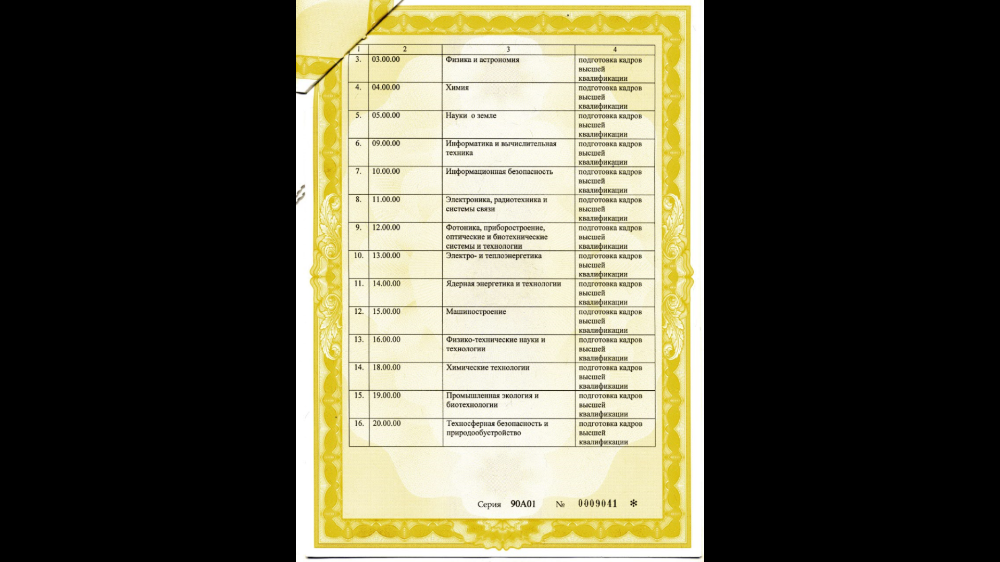 1 2 3 4
3. 03.00.00 Физика и астрономия подготовка кадров
высшей
квалификации
4. 04.00.00 Химия подготовка кадров
высшей
квалификации
5. 05.00.00 Науки о земле подготовка кадров
высшей
квалификации
6. 09.00.00 Информатика и вычислительная подготовка кадров
техника высшей
квалификации
7. 10.00.00 Информационная безопасность подготовка кадров
высшей
квалификации
8. 11.00.00 Электроника, радиотехника и подготовка кадров
системы связи высшей
квалификации
9. 12.00.00 Фотоника, приборостроение, подготовка кадров
оптические и биотехнические высшей
системы и технологии квалификации
10. 13.00.00 Электро- и теплоэнергетика подготовка кадров
высшей
квалификации
11. 14.00.00 Ядерная энергетика и технологии подготовка кадров
высшей
квалификации
12. 15.00.00 Машиностроение подготовка кадров
высшей
квалификации
13. 16.00.00 Физико-технические науки и подготовка кадров
технологии высшей
квалификации
14. 18.00.00 Химические технологии подготовка кадров
высшей
квалификации
15. 19.00.00 Промышленная экология и подготовка кадров
биотехнологии высшей
квалификации
16. 20.00.00 Техносферная безопасность и подготовка кадров
природообустройство высшей
квалификации
Серия 90А01 № 0009041 *